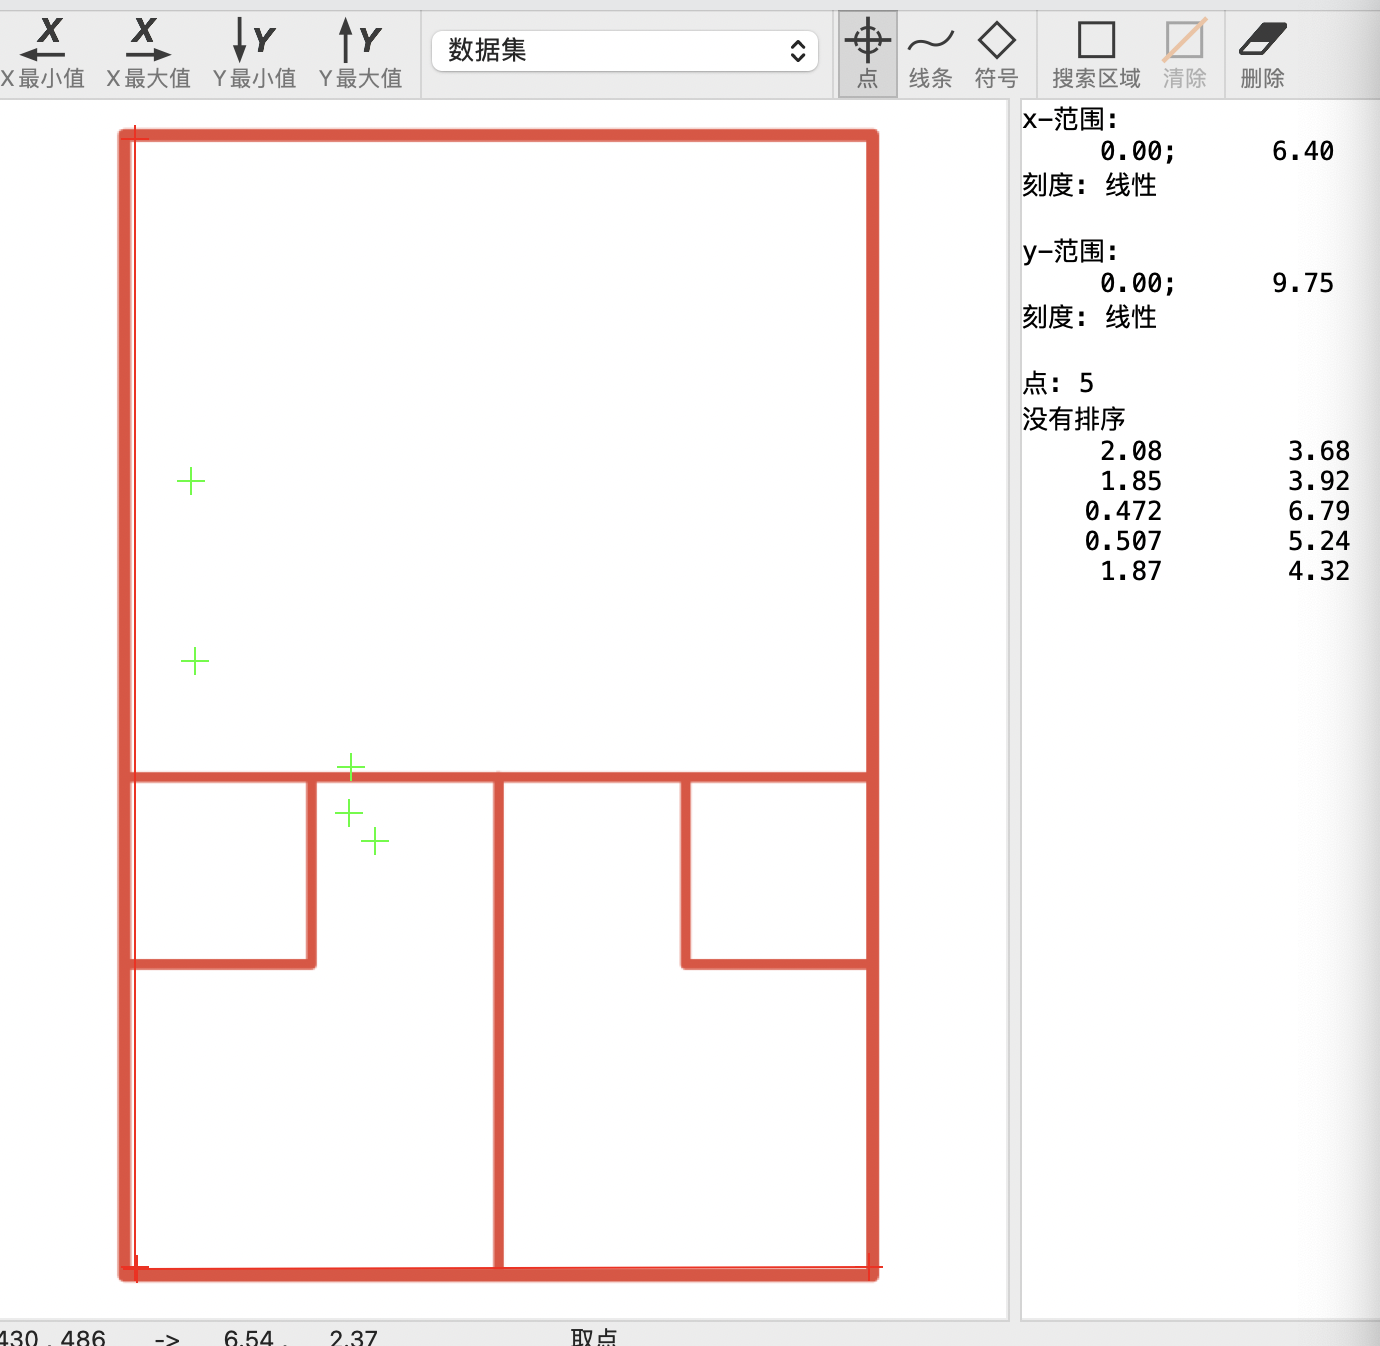 X Y Y
X最小值 X最大值 Y最小值 Y最大值 数据集 点 线条 符号 搜索区域 清除 删除
x-范围:
0.00; 6.40
刻度: 线性
y-范围:
0.00; 9.75
刻度: 线性
点: 5
没有排序
2.08 3.68
1.85 3.92
0.472 6.79
0.507 5.24
1.87 4.32
430 , 486 -> 6.54 , 2.37 取点